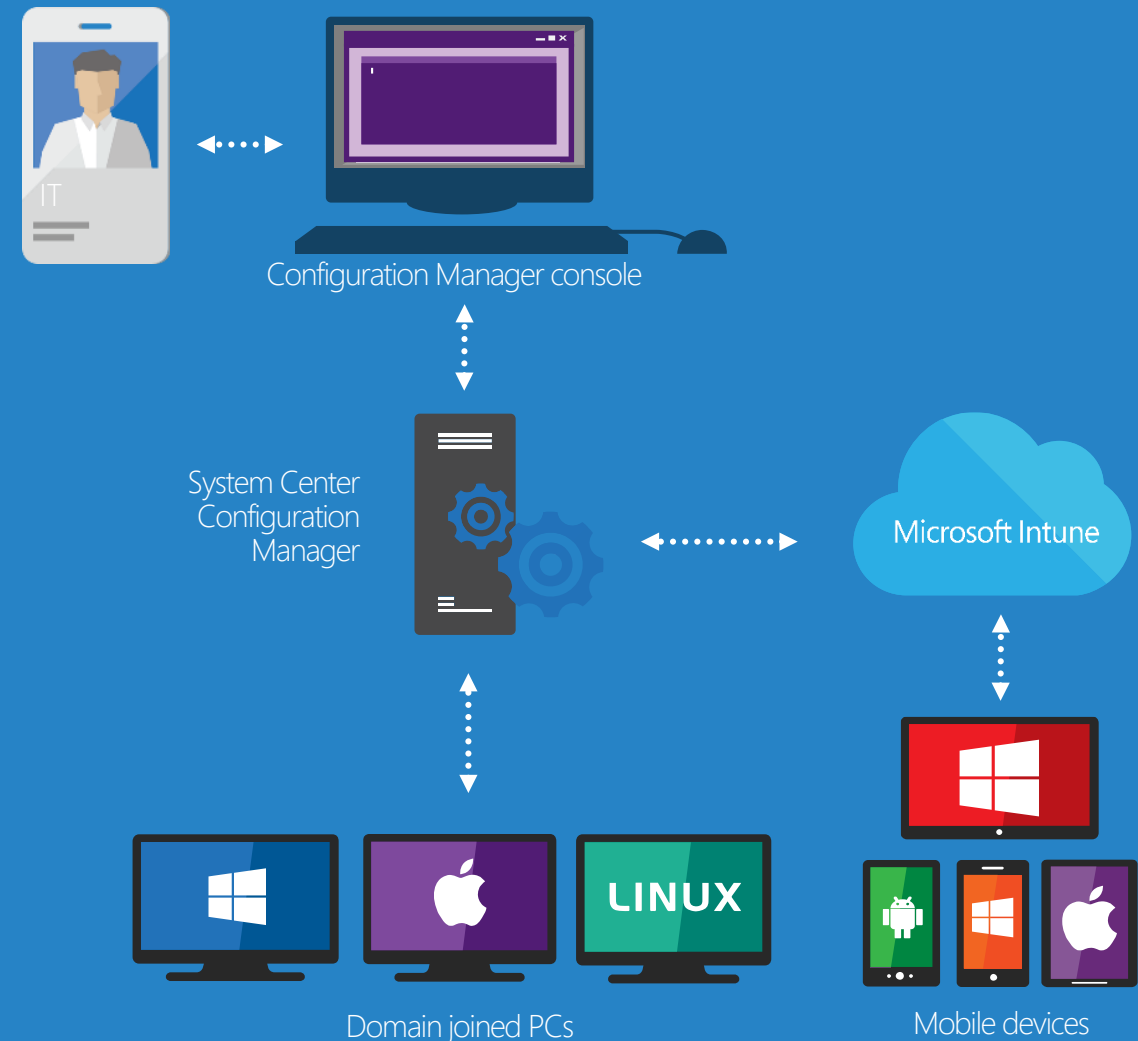 IT
Configuration Manager console
System Center
Configuration
Manager
Microsoft Intune
LINUX
Domain joined PCs
Mobile devices